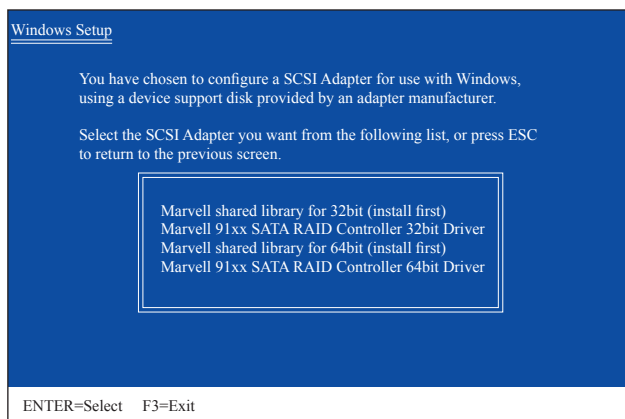 Windows Setup
You have chosen to configure a SCSI Adapter for use with Windows,
using a device support disk provided by an adapter manufacturer.
Select the SCSI Adapter you want from the following list, or press ESC
to return to the previous screen.
Marvell shared library for 32bit (install first)
Marvell 91xx SATA RAID Controller 32bit Driver
Marvell shared library for 64bit (install first)
Marvell 91xx SATA RAID Controller 64bit Driver
ENTER=Select F3=Exit